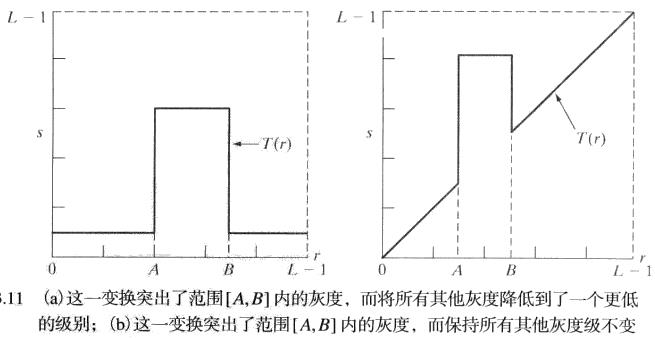 L－1
s
T(r)
0
A
B
r
L－1
L－1
s
T(r)
0
A
B
r
L－1
3.11 (a)这一变换突出了范围[A,B]内的灰度，而将所有其他灰度降低到了一个更低
的级别；(b)这一变换突出了范围[A,B]内的灰度，而保持所有其他灰度级不变